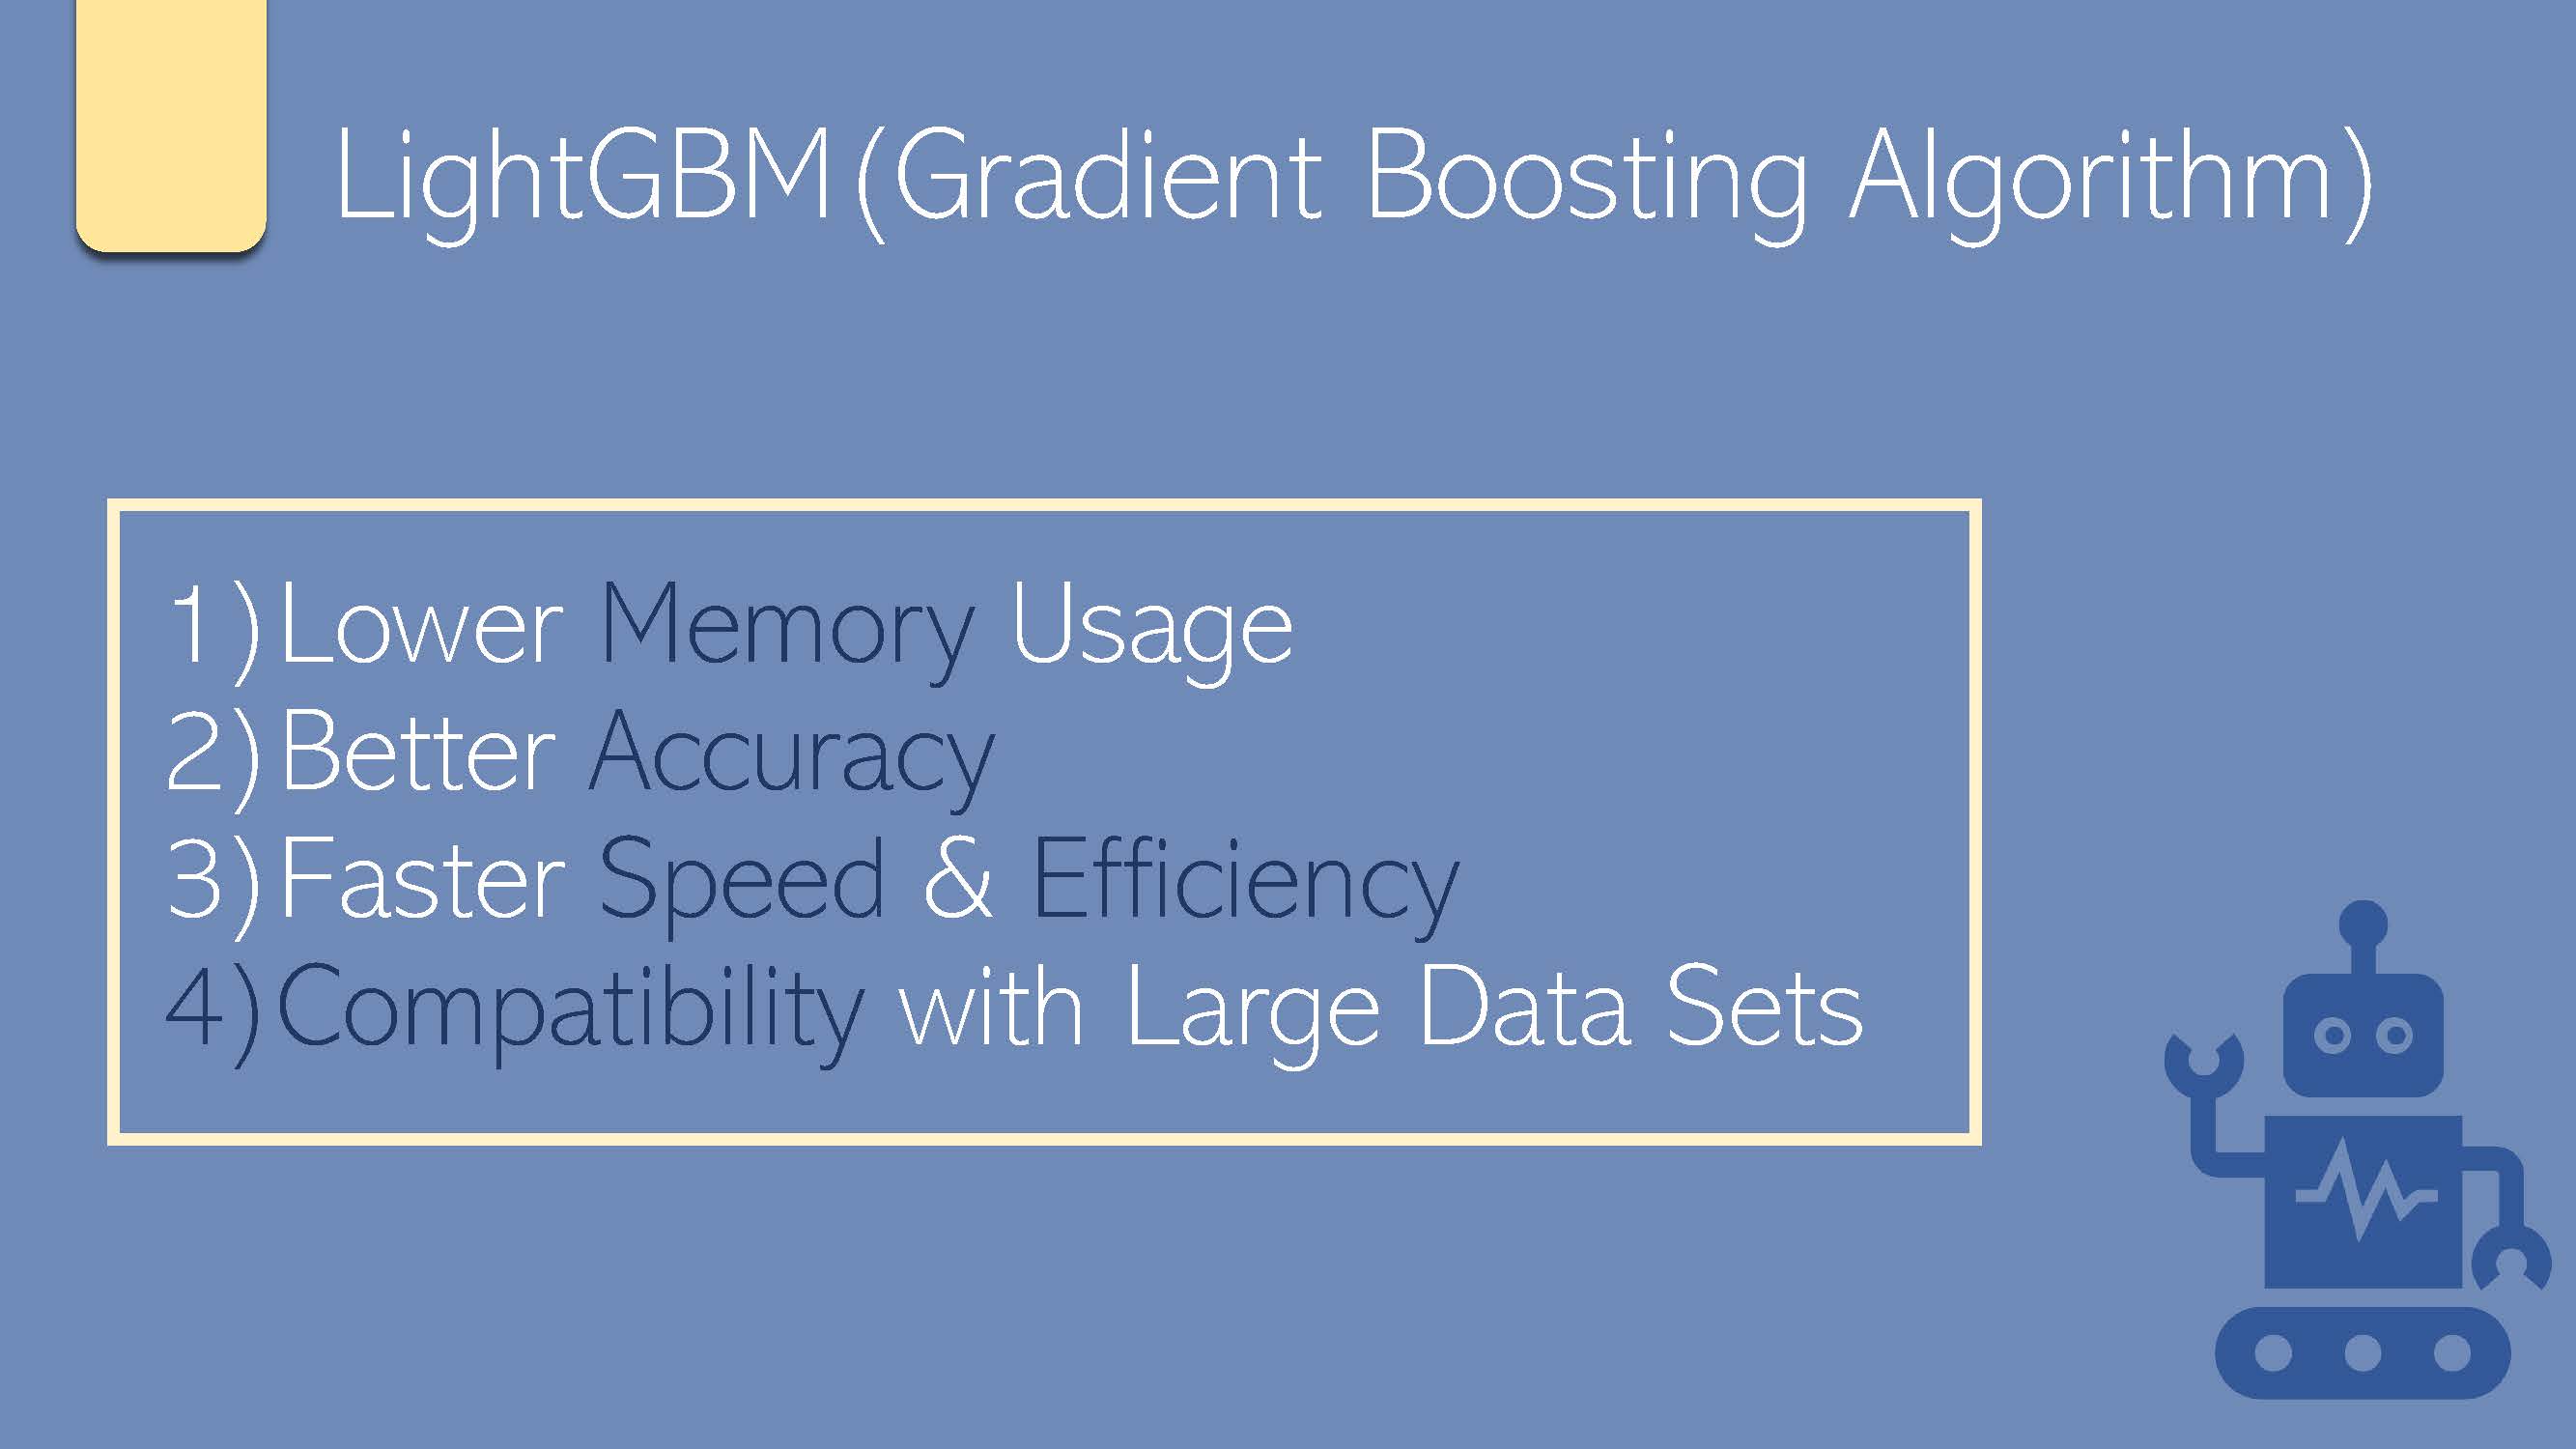 LightGBM (Gradient Boosting Algorithm)
1) Lower Memory Usage
2) Better Accuracy
3) Faster Speed & Efficiency
4) Compatibility with Large Data Sets